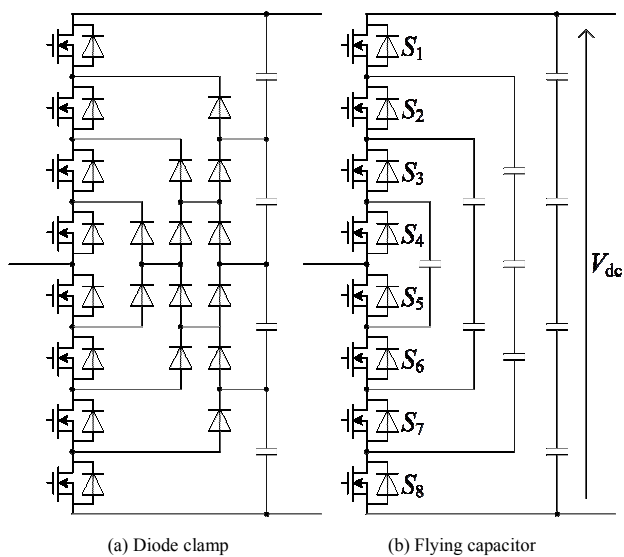 S1
S2
S3
S4
S5
S6
S7
S8
Vdc
(a) Diode clamp
(b) Flying capacitor